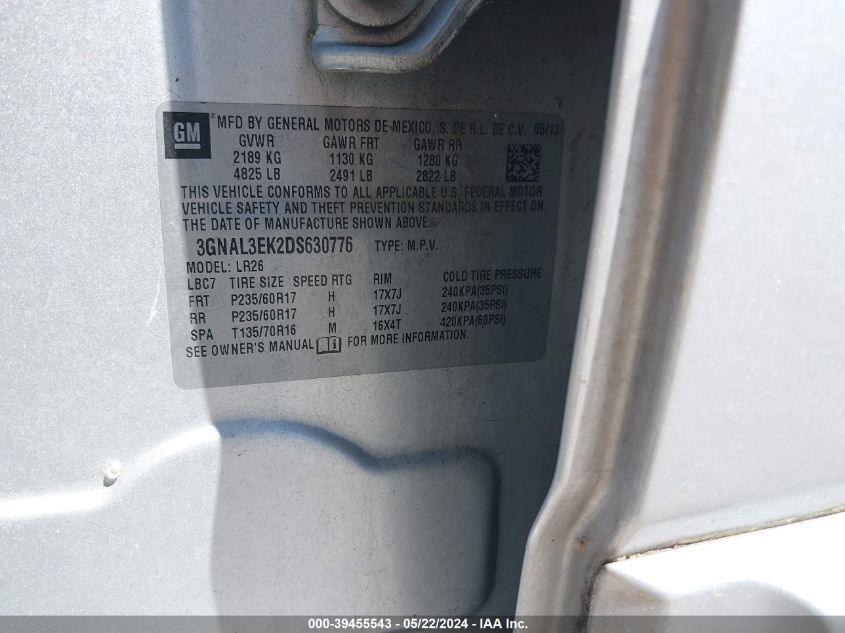 GM ®MFD BY GENERAL MOTORS DE MEXICO, S. DE R.L. DE C.V. 05/13
GVWR GAWR FRT GAWR RR
2189 KG 1130 KG 1280 KG
4825 LB 2491 LB 2822 LB
THIS VEHICLE CONFORMS TO ALL APPLICABLE U.S. FEDERAL MOTOR
VEHICLE SAFETY AND THEFT PREVENTION STANDARDS IN EFFECT ON
THE DATE OF MANUFACTURE SHOWN ABOVE.
3GNAL3EK2DS630776 TYPE: M.P.V.
MODEL: LR26
LBC7 TIRE SIZE SPEED RTG RIM COLD TIRE PRESSURE
FRT P235/60R17 H 17X7J 240KPA(35PSI)
RR P235/60R17 H 17X7J 240KPA(35PSI)
SPA T135/70R16 M 16X4T 420KPA(60PSI)
SEE OWNER'S MANUAL FOR MORE INFORMATION.
000-39455543 - 05/22/2024 - IAA Inc.